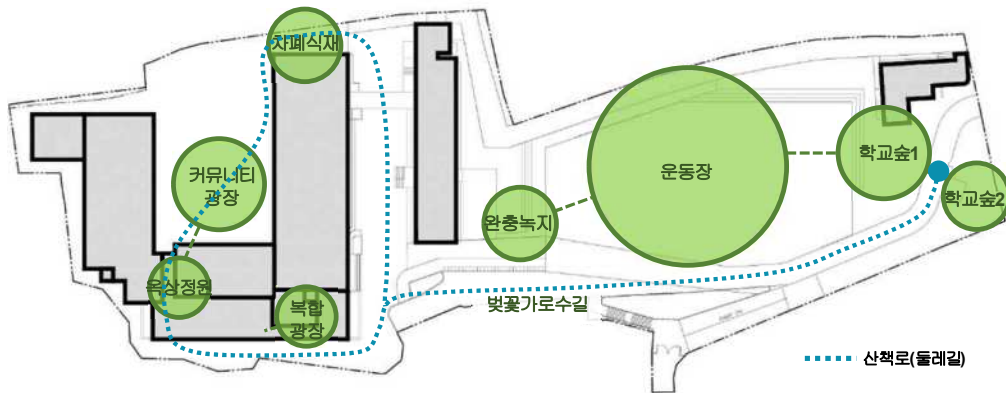 차폐식재
커뮤니티
광장
옥상정원
복합
광장
완충녹지
운동장
학교숲1
학교숲2
벚꽃가로수길
산책로(둘레길)